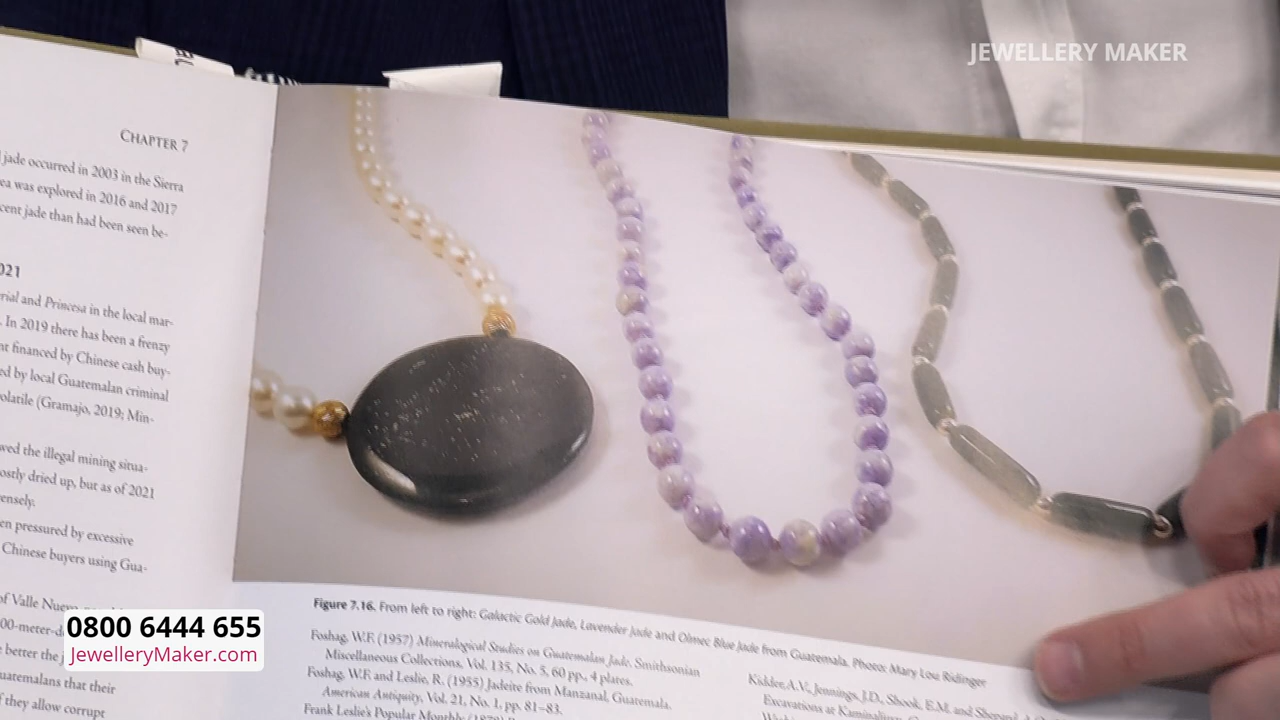 JEWELLERY MAKER
CHAPTER 7
jade occurred in 2003 in the Sierra
was explored in 2016 and 2017
cent jade than had been seen be-
021
rial and Princesa in the local mar-
. In 2019 there has been a frenzy
nt financed by Chinese cash buy-
ed by local Guatemalan criminal
olatile (Gramajo, 2019; Min-
wed the illegal mining situa-
ostly dried up, but as of 2021
ensely.
en pressured by excessive
Chinese buyers using Gua-
of Valle Nuevo
00-meter-d
better the
uatemalans that their
f they allow corrupt
0800 6444 655
JewelleryMaker.com
Figure 7.16. From left to right: Galactic Gold Jade, Lavender Jade and Olmec Blue Jade from Guatemala. Photo: Mary Lou Ridinger
Foshag, W.F. (1957) Mineralogical Studies on Guatemalan Jade. Smithsonian
Miscellaneous Collections, Vol. 135, No. 5, 60 pp., 4 plates.
Foshag, W.F. and Leslie, R. (1955) Jadeite from Manzanal, Guatemala.
American Antiquity, Vol. 21, No. 1, pp. 81–83.
Frank Leslie's Popular Monthly
Kidder, A.V., Jennings, J.D., Shook, E.M. and Shepard,
Excavations at